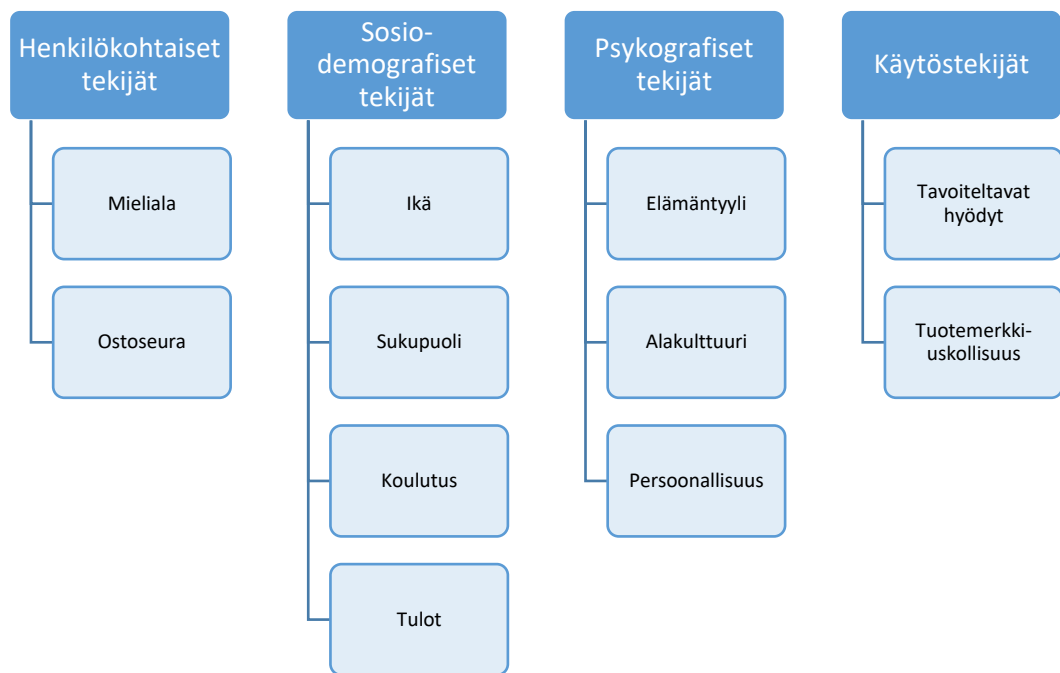 Henkilökohtaiset
tekijät
Mieliala
Ostoseura
Sosio-
demografiset
tekijät
Ikä
Sukupuoli
Koulutus
Tulot
Psykografiset
tekijät
Elämäntyyli
Alakulttuuri
Persoonallisuus
Käytöstekijät
Tavoiteltavat
hyödyt
Tuotemerkki-
uskollisuus